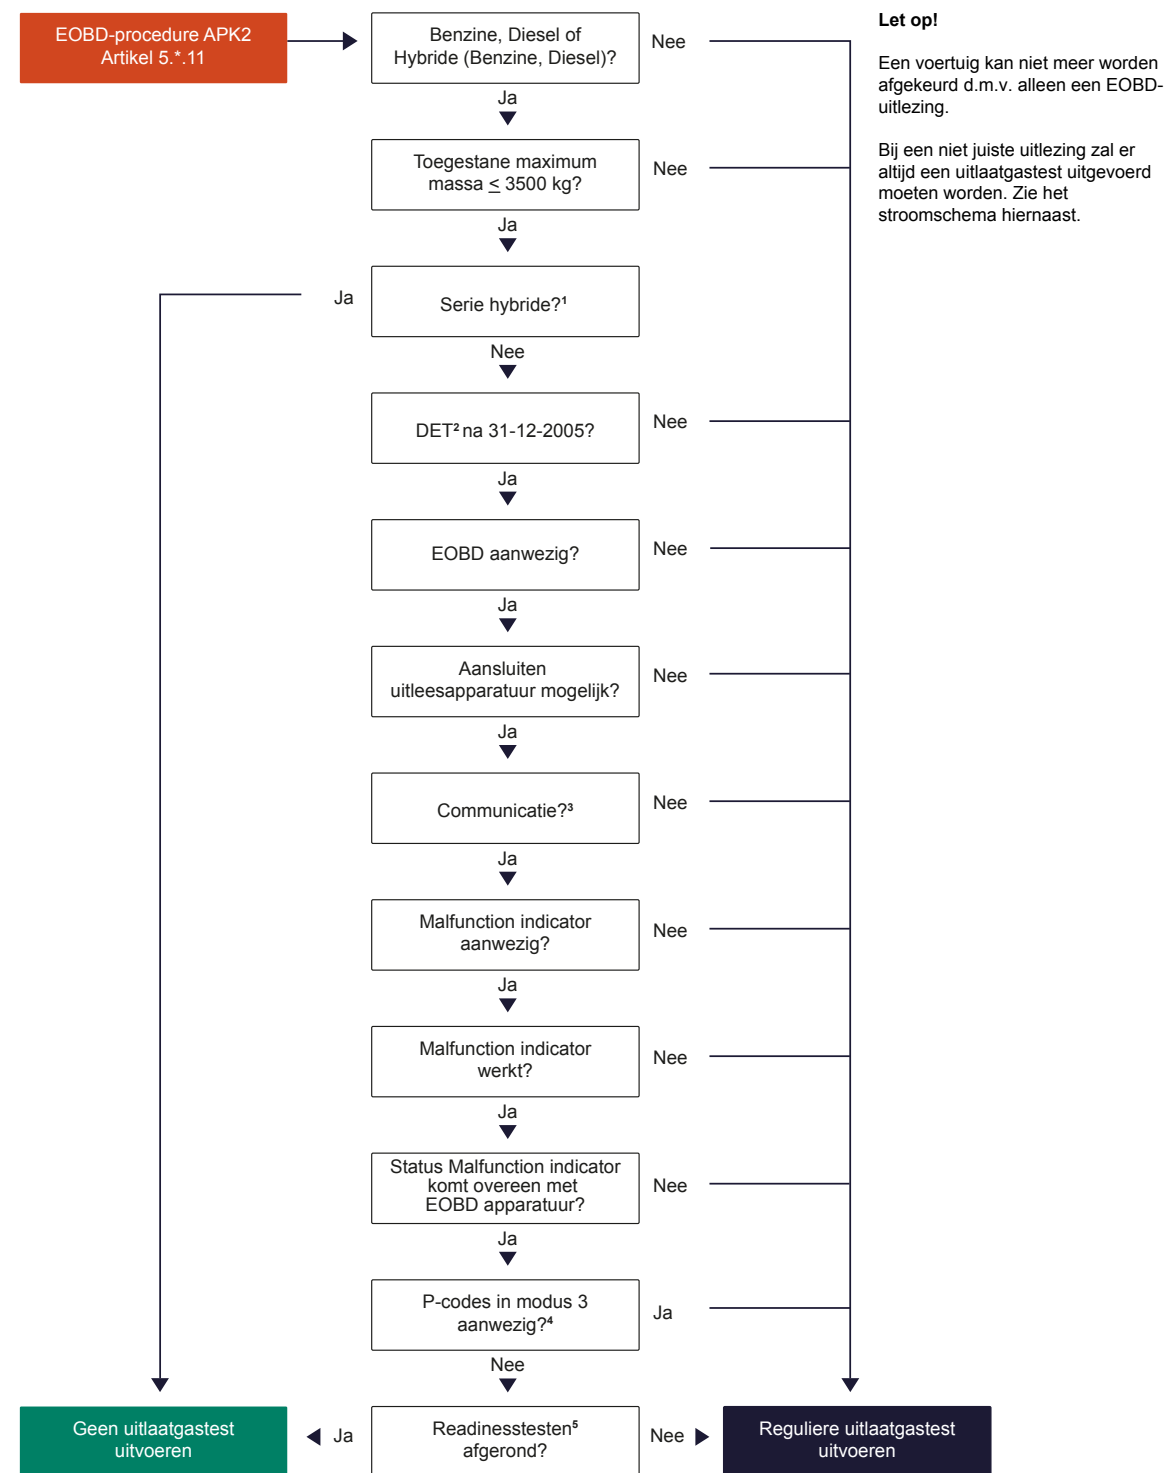 EOBD-procedure APK2
Artikel 5.*.11
Benzine, Diesel of
Hybride (Benzine, Diesel)?
Nee
Ja
Toegestane maximum
massa ≤ 3500 kg?
Nee
Ja
Serie hybride?¹
Ja
Nee
DET² na 31-12-2005?
Nee
Ja
EOBD aanwezig?
Nee
Ja
Aansluiten
uitleesapparatuur mogelijk?
Nee
Ja
Communicatie?³
Nee
Ja
Malfunction indicator
aanwezig?
Nee
Ja
Malfunction indicator
werkt?
Nee
Ja
Status Malfunction indicator
komt overeen met
EOBD apparatuur?
Nee
Ja
P-codes in modus 3
aanwezig?⁴
Ja
Nee
Readinesstesten⁵
afgerond?
Ja
Nee
Geen uitlaatgastest
uitvoeren
Reguliere uitlaatgastest
uitvoeren
Let op!
Een voertuig kan niet meer worden
afgekeurd d.m.v. alleen een EOBD-
uitlezing.
Bij een niet juiste uitlezing zal er
altijd een uitlaatgastest uitgevoerd
moeten worden. Zie het
stroomschema hiernaast.